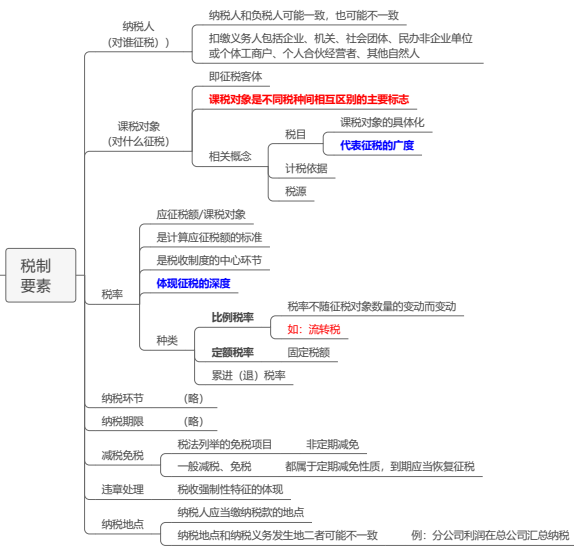 纳税人
（对谁征税））
纳税人和负税人可能一致，也可能不一致
扣缴义务人包括企业、机关、社会团体、民办非企业单位
或个体工商户、个人合伙经营者、其他自然人
课税对象
（对什么征税）
即征税客体
课税对象是不同税种间相互区别的主要标志
相关概念
税目
课税对象的具体化
代表征税的广度
计税依据
税源
税制
要素
税率
应征税额/课税对象
是计算应征税额的标准
是税收制度的中心环节
体现征税的深度
种类
比例税率
税率不随征税对象数量的变动而变动
如：流转税
定额税率
固定税额
累进（退）税率
纳税环节
（略）
纳税期限
（略）
减税免税
税法列举的免税项目
非定期减免
一般减税、免税
都属于定期减免性质，到期应当恢复征税
违章处理
税收强制性特征的体现
纳税地点
纳税人应当缴纳税款的地点
纳税地点和纳税义务发生地二者可能不一致
例：分公司利润在总公司汇总纳税